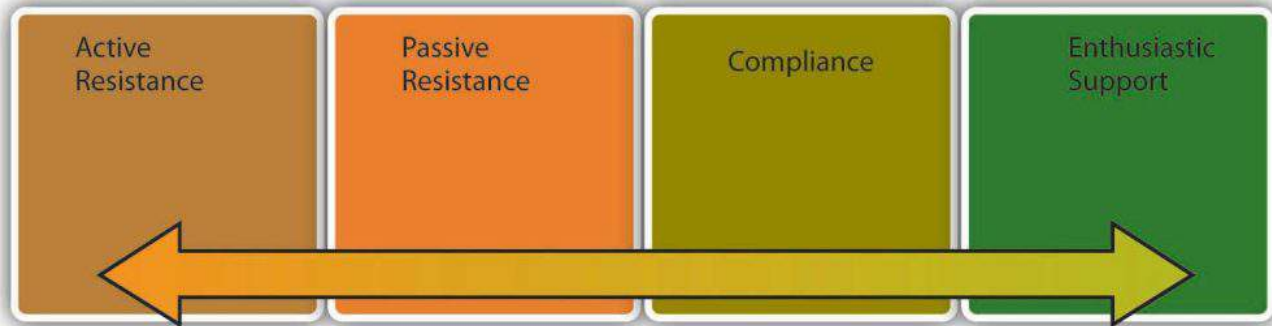 Active
Resistance
Passive
Resistance
Compliance
Enthusiastic
Support